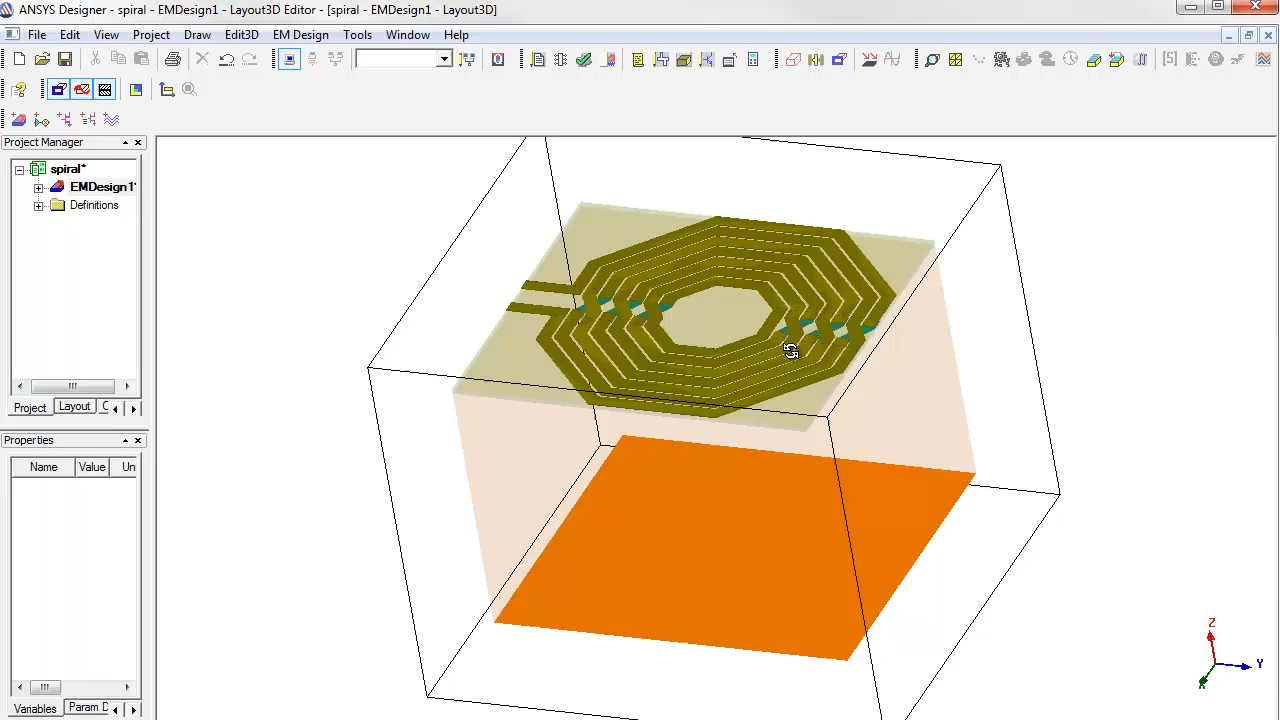 ANSYS Designer - spiral - EMDesign1 - Layout3D Editor - [spiral - EMDesign1 - Layout3D]
File Edit View Project Draw Edit3D EM Design Tools Window Help
Project Manager
spiral*
EMDesign1*
Definitions
Project Layout C
Properties
Name Value Un
Variables Param D
Z
Y
X